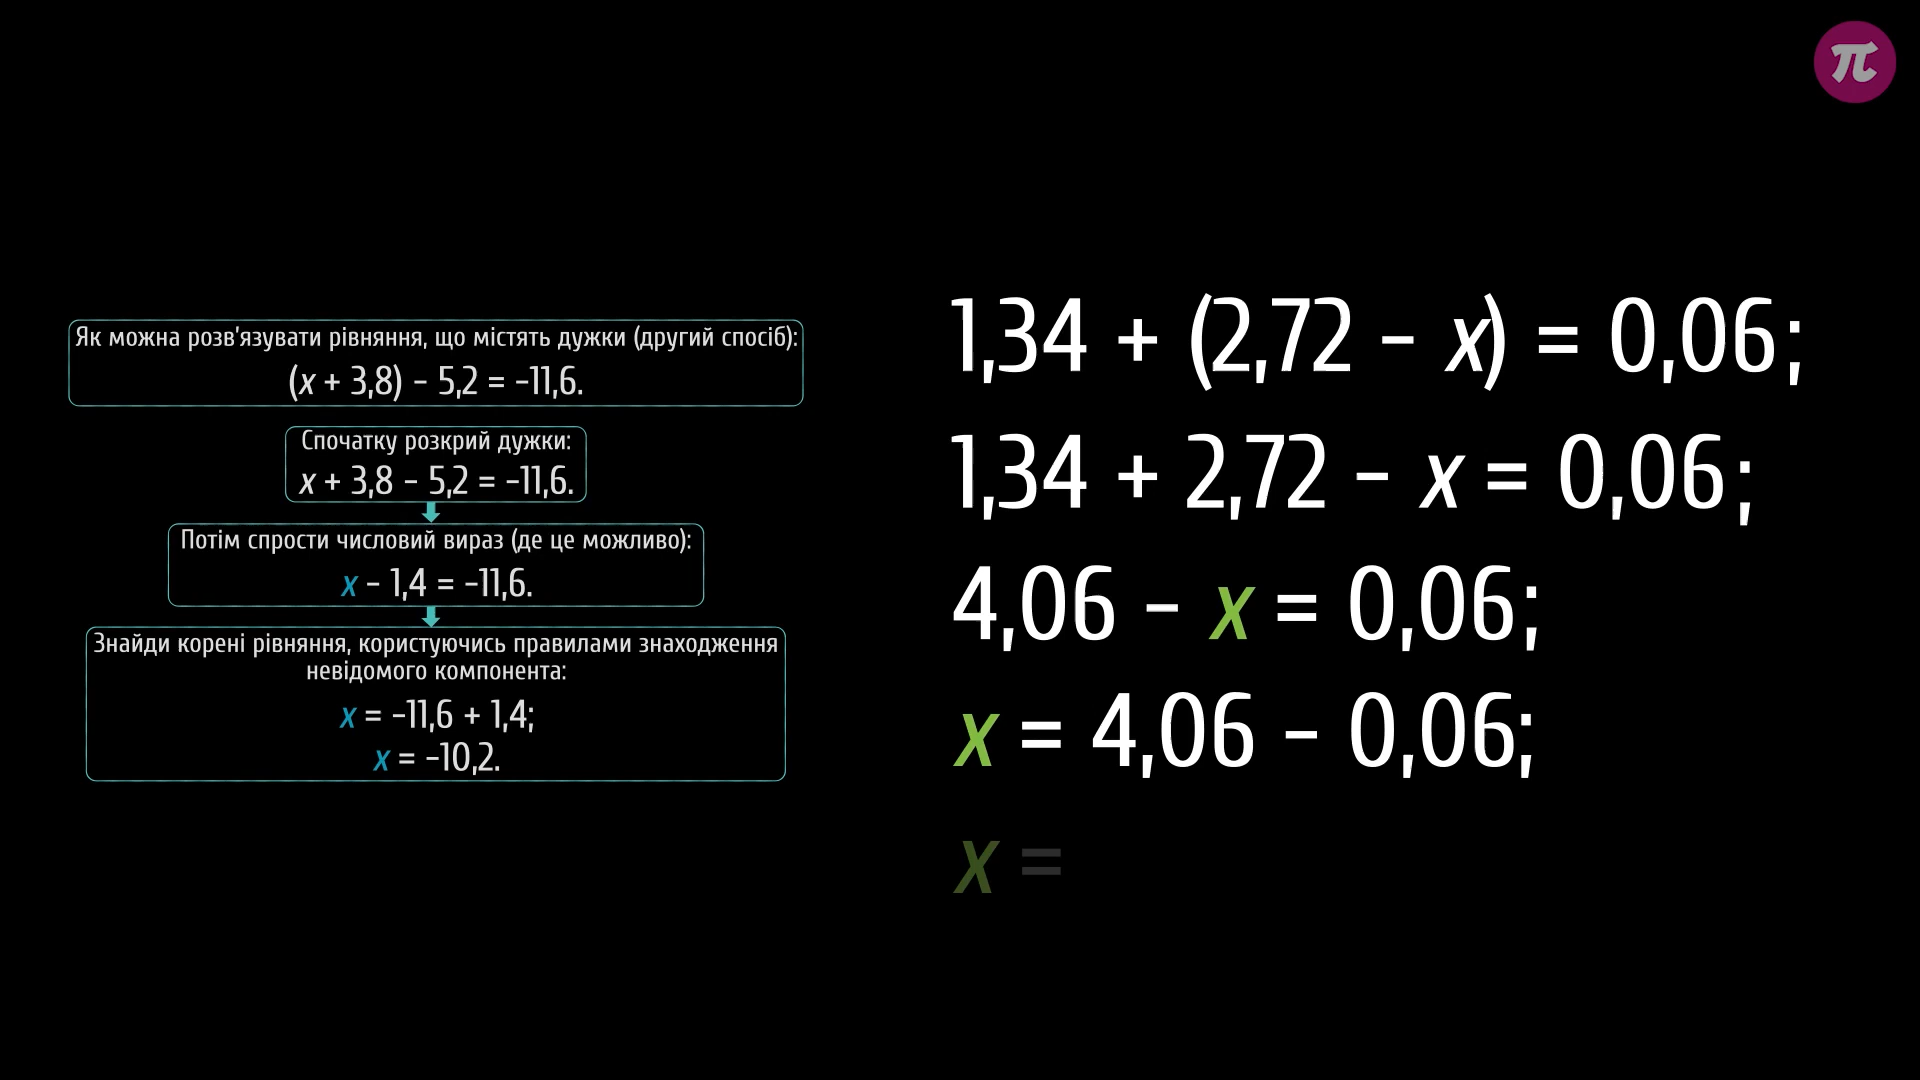 π
Як можна розв'язувати рівняння, що містять дужки (другий спосіб):
(x + 3,8) - 5,2 = -11,6.
Спочатку розкрий дужки:
x + 3,8 - 5,2 = -11,6.
Потім спрости числовий вираз (де це можливо):
x - 1,4 = -11,6.
Знайди корені рівняння, користуючись правилами знаходження
невідомого компонента:
x = -11,6 + 1,4;
x = -10,2.
1,34 + (2,72 - x) = 0,06;
1,34 + 2,72 - x = 0,06;
4,06 - x = 0,06;
x = 4,06 - 0,06;
x =